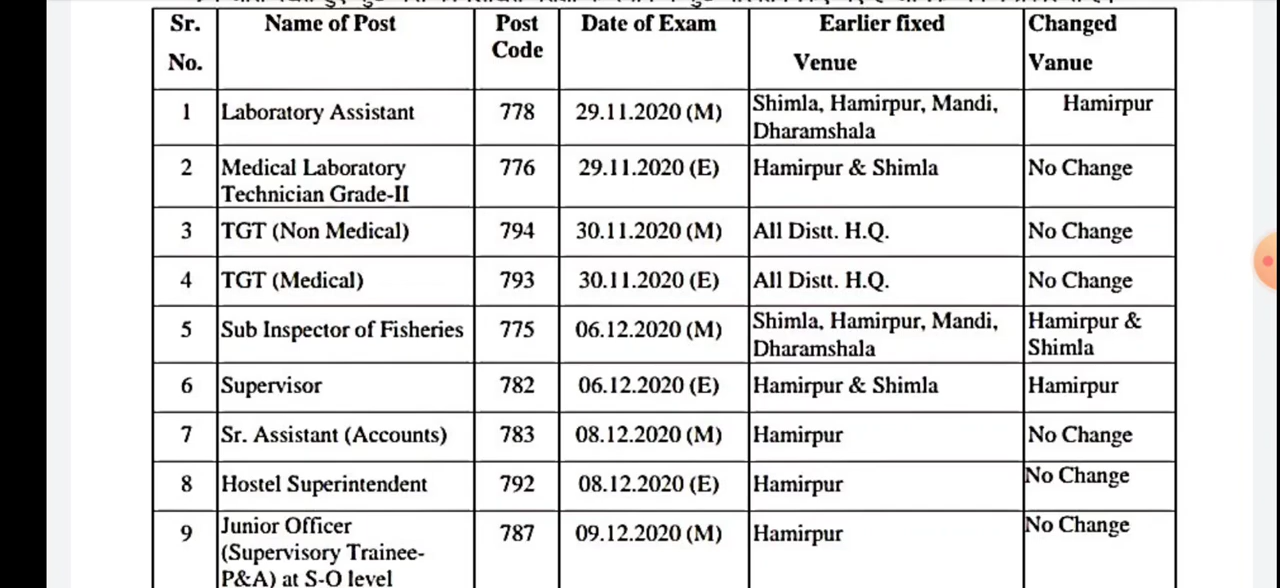 Sr. No. Name of Post Post Code Date of Exam Earlier fixed Venue Changed Vanue
1 Laboratory Assistant 778 29.11.2020 (M) Shimla, Hamirpur, Mandi, Dharamshala Hamirpur
2 Medical Laboratory Technician Grade-II 776 29.11.2020 (E) Hamirpur & Shimla No Change
3 TGT (Non Medical) 794 30.11.2020 (M) All Distt. H.Q. No Change
4 TGT (Medical) 793 30.11.2020 (E) All Distt. H.Q. No Change
5 Sub Inspector of Fisheries 775 06.12.2020 (M) Shimla, Hamirpur, Mandi, Dharamshala Hamirpur & Shimla
6 Supervisor 782 06.12.2020 (E) Hamirpur & Shimla Hamirpur
7 Sr. Assistant (Accounts) 783 08.12.2020 (M) Hamirpur No Change
8 Hostel Superintendent 792 08.12.2020 (E) Hamirpur No Change
9 Junior Officer (Supervisory Trainee-P&A) at S-O level 787 09.12.2020 (M) Hamirpur No Change